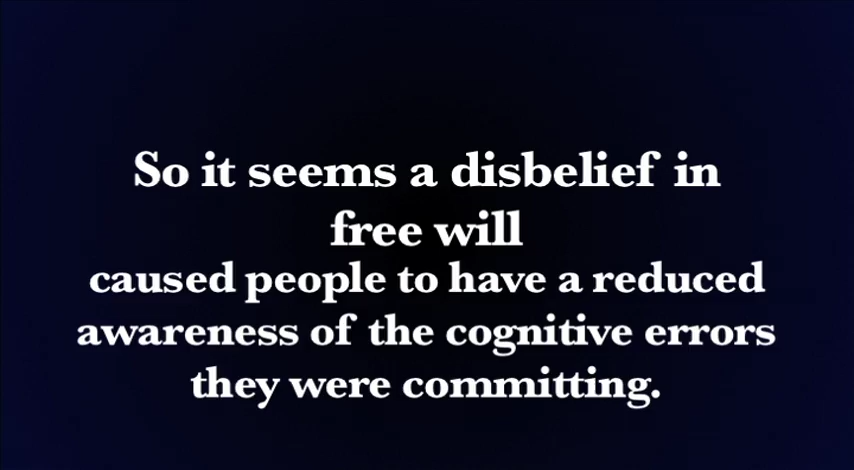 So it seems a disbelief in
free will
caused people to have a reduced
awareness of the cognitive errors
they were committing.